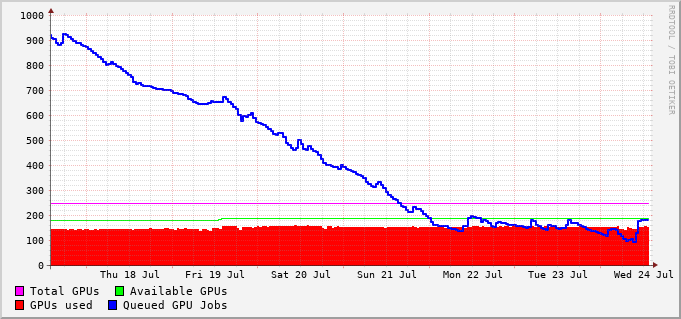 1000
900
800
700
600
500
400
300
200
100
0
Thu 18 Jul Fri 19 Jul Sat 20 Jul Sun 21 Jul Mon 22 Jul Tue 23 Jul Wed 24 Jul
Total GPUs Available GPUs
GPUs used Queued GPU Jobs
RRDTOOL / TOBI OETIKER